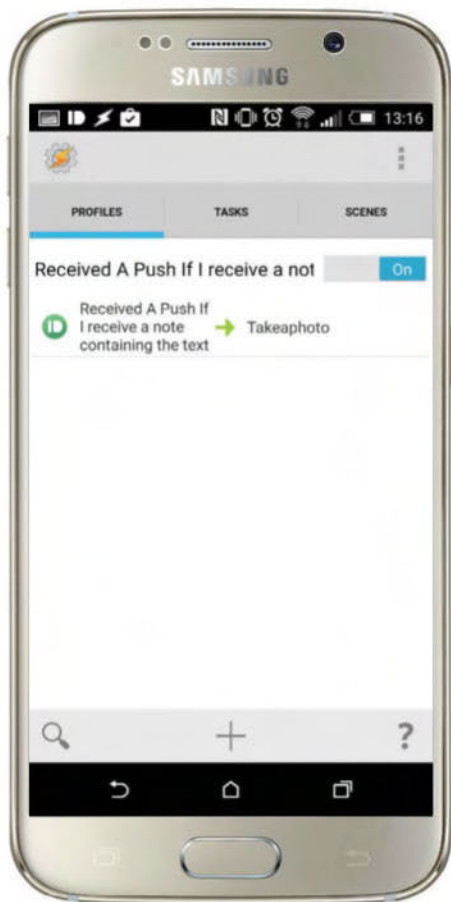 SAMSUNG
13:16
PROFILES
TASKS
SCENES
Received A Push If I receive a not
On
Received A Push If
I receive a note
containing the text
Takeaphoto
?